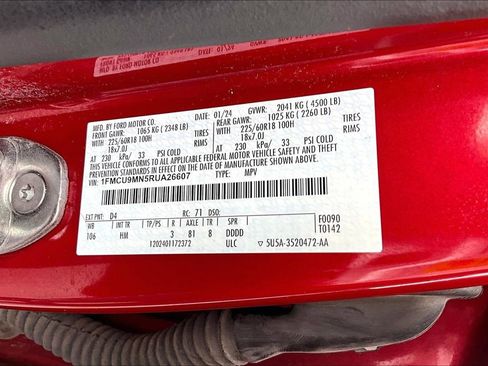 MFD. BY FORD MOTOR CO. 01/24 GVWR: 2041 KG (4500 LB)
FRONT GAWR: 1065 KG (2348 LB) REAR GAWR: 1025 KG (2260 LB)
225/60R18 100H TIRES 225/60R18 100H TIRES
18x7.0J RIMS 18x7.0J RIMS
AT 230 kPa/ 33 PSI COLD AT 230 kPa/ 33 PSI COLD
THIS VEHICLE CONFORMS TO ALL APPLICABLE FEDERAL MOTOR VEHICLE SAFETY, BUMPER,
AND THEFT PREVENTION STANDARDS IN EFFECT ON THE DATE OF MANUFACTURE SHOWN ABOVE.
VIN: 1FMCU9MN5RUA26607 TYPE: MPV
EXT PNT: D4 RC: 71 DSO: F0090
WB INT TR TP/PS R AXLE TR SPR T0142
106 HM 3 81 8 DDDD
1202401172372 ULC 5U5A-3520472-AA